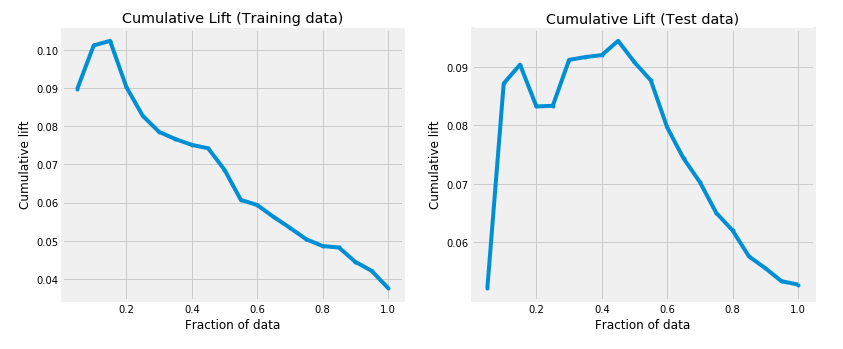 Cumulative Lift (Training data)
Cumulative lift
0.10
0.09
0.08
0.07
0.06
0.05
0.04
0.2 0.4 0.6 0.8 1.0
Fraction of data
Cumulative Lift (Test data)
Cumulative lift
0.09
0.08
0.07
0.06
0.2 0.4 0.6 0.8 1.0
Fraction of data